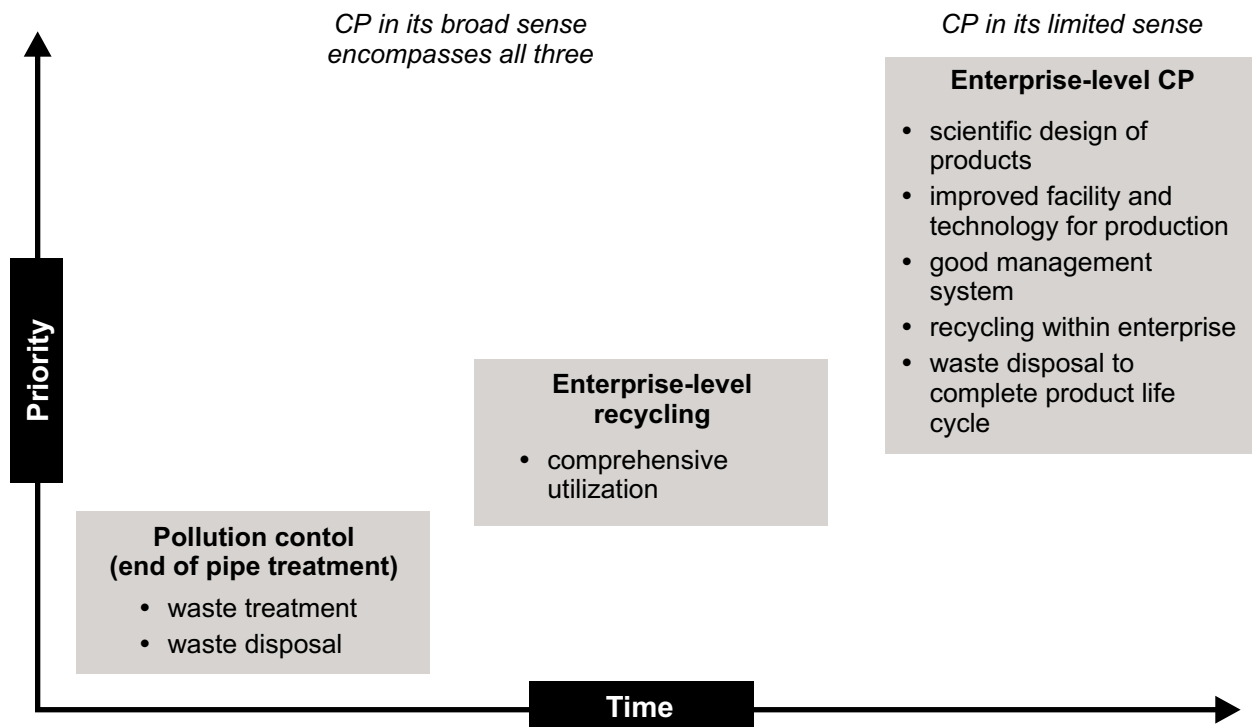 CP in its broad sense
encompasses all three
CP in its limited sense
Enterprise-level CP
• scientific design of
products
• improved facility and
technology for production
• good management
system
• recycling within enterprise
• waste disposal to
complete product life
cycle
Priority
Enterprise-level
recycling
• comprehensive
utilization
Pollution contol
(end of pipe treatment)
• waste treatment
• waste disposal
Time